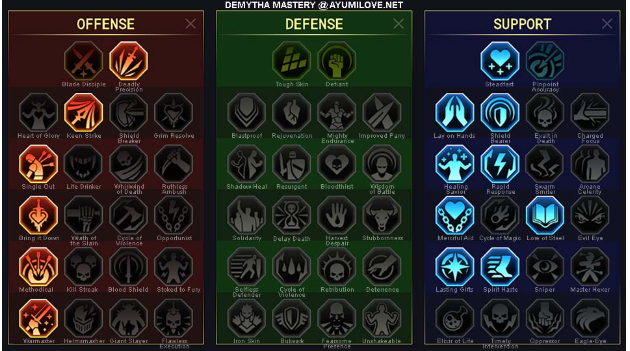 DEMYTHA MASTERY @ AYUMILOVE.NET
OFFENSE
DEFENSE
SUPPORT
Blade Disciple
Deadly Precision
Tough Skin
Defiant
Steadfast
Pinpoint Accuracy
Heart of Glory
Keen Strike
Shield Breaker
Grim Resolve
Blastproof
Rejuvenation
Mighty Endurance
Improved Parry
Lay on Hands
Shield Bearer
Exalt in Death
Charged Focus
Single Out
Life Drinker
Whirlwind of Death
Ruthless Ambush
Shadow Heal
Resurgent
Bloodthirst
Wisdom of Battle
Healing Savior
Rapid Response
Swarm Smiter
Arcane Celerity
Bring it Down
Wrath of the Slain
Cycle of Violence
Opportunist
Solidarity
Delay Death
Harvest Despair
Stubbornness
Merciful Aid
Cycle of Magic
Lore of Steel
Evil Eye
Methodical
Kill Streak
Blood Shield
Stoked to Fury
Selfless Defender
Cycle of Violence
Retribution
Deterrence
Lasting Gifts
Spirit Haste
Sniper
Master Hexer
Warmaster
Helmsmasher
Giant Slayer
Flawless Execution
Iron Skin
Bulwark
Fearsome Presence
Unshakeable
Elixir of Life
Timely Intervention
Oppressor
Eagle-Eye